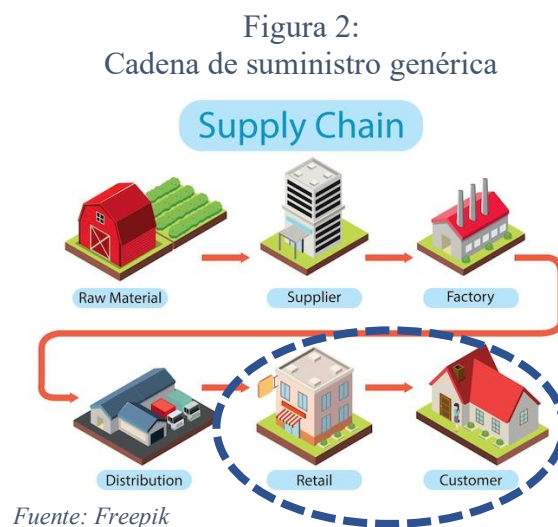 Figura 2:
Cadena de suministro genérica
Supply Chain
Raw Material
Supplier
Factory
Distribution
Retail
Customer
Fuente: Freepik